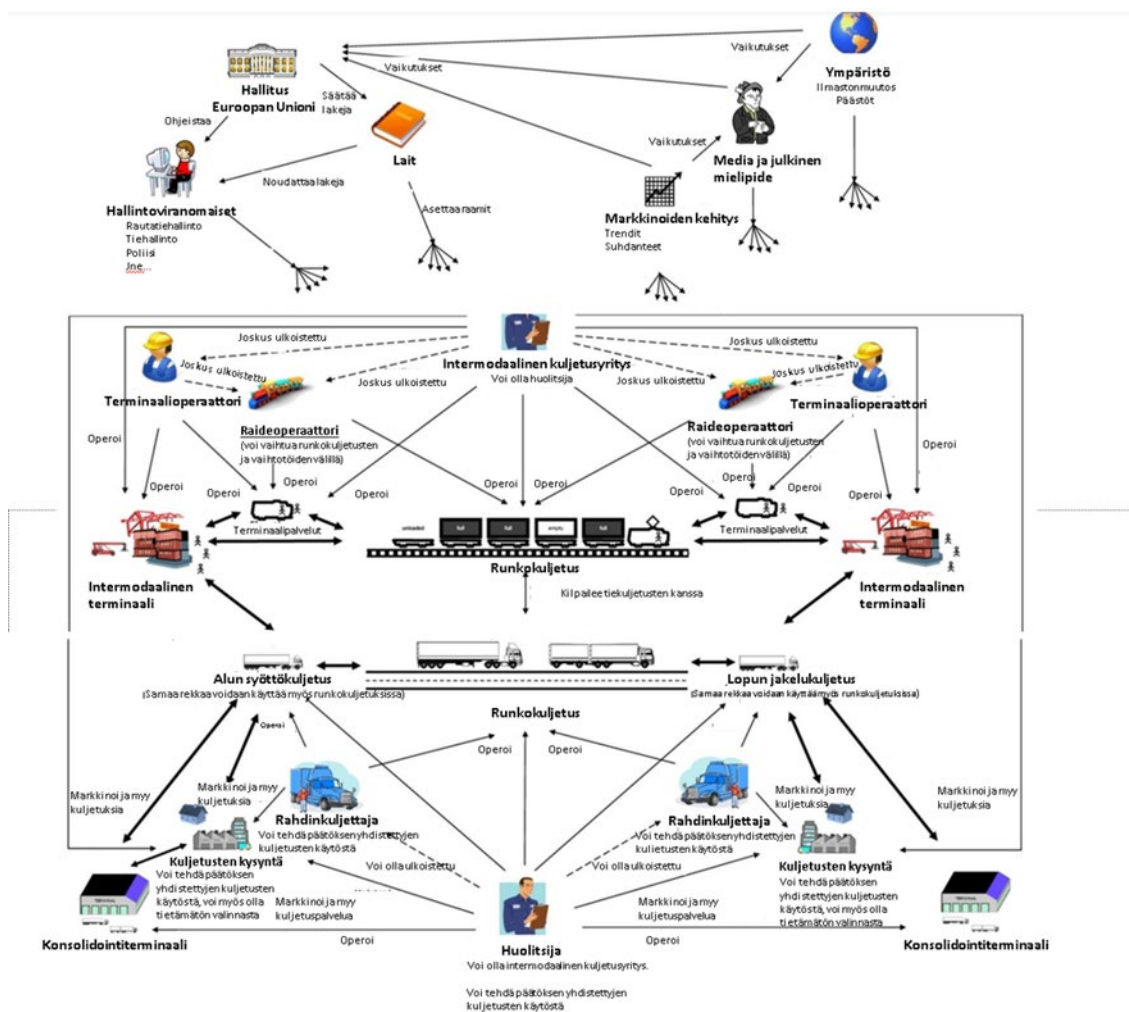 Vaikutukset
Ympäristö
Ilmastonmuutos
Päästöt
Vaikutukset
Hallitus
Euroopan Unioni
Säätää
lakeja
Ohjeistaa
Vaikutukset
Lait
Media ja julkinen
mielipide
Noudattaa lakeja
Hallintoviranomaiset
Rautatiehallinto
Tiehallinto
Poliisi
Jne...
Asettaa raamit
Markkinoiden kehitys
Trendit
Suhdanteet
Joskus ulkoistettu
Joskus ulkoistettu
Intermodaalinen kuljetusyritys
Voi olla huolitsija
Joskus ulkoistettu
Joskus ulkoistettu
Joskus ulkoistettu
Joskus ulkoistettu
Terminaalioperaattori
Terminaalioperaattori
Raideoperaattori
(voi vaihtua runkokuljetusten
ja vaihtotöiden välillä)
Raideoperaattori
(voi vaihtua runkokuljetusten
ja vaihtotöiden välillä)
Operoi
Operoi
Operoi
Operoi
Operoi
Operoi
Operoi
Operoi
Operoi
Operoi
Operoi
Operoi
Operoi
Operoi
unloaded
full
full
empty
full
Terminaalipalvelut
Terminaalipalvelut
Runkokuljetus
Intermodaalinen
terminaali
Intermodaalinen
terminaali
Kilpailee tiekuljetusten kanssa
Alun syöttökuljetus
(Samaa rekkaa voidaan käyttää myös runkokuljetuksissa)
Lopun jakelukuljetus
(Samaa rekkaa voidaan käyttää myös runkokuljetuksissa)
Runkokuljetus
Operoi
Operoi
Operoi
Operoi
Operoi
Markkinoi ja myy
kuljetuksia
Markkinoi ja myy
kuljetuksia
Markkinoi ja myy
kuljetuksia
Markkinoi ja myy
kuljetuksia
Rahdinkuljettaja
Voi tehdä päätöksen yhdistettyjen
kuljetusten käytöstä
Rahdinkuljettaja
Voi tehdä päätöksen yhdistettyjen
kuljetusten käytöstä
Kuljetusten kysyntä
Voi tehdä päätöksen
yhdistettyjen kuljetusten
käytöstä, voi myös olla
tietämätön valinnasta
Kuljetusten kysyntä
Voi tehdä päätöksen
yhdistettyjen kuljetusten
käytöstä, voi myös olla
tietämätön valinnasta
Voi olla ulkoistettu
Voi olla ulkoistettu
Markkinoi ja myy
kuljetuspalvelua
Markkinoi ja myy
kuljetuspalvelua
TERMINAL
Konsolidointiterminaali
Konsolidointiterminaali
Operoi
Operoi
Huolitsija
Voi olla intermodaalinen kuljetusyritys.
Voi tehdä päätöksen yhdistettyjen
kuljetusten käytöstä